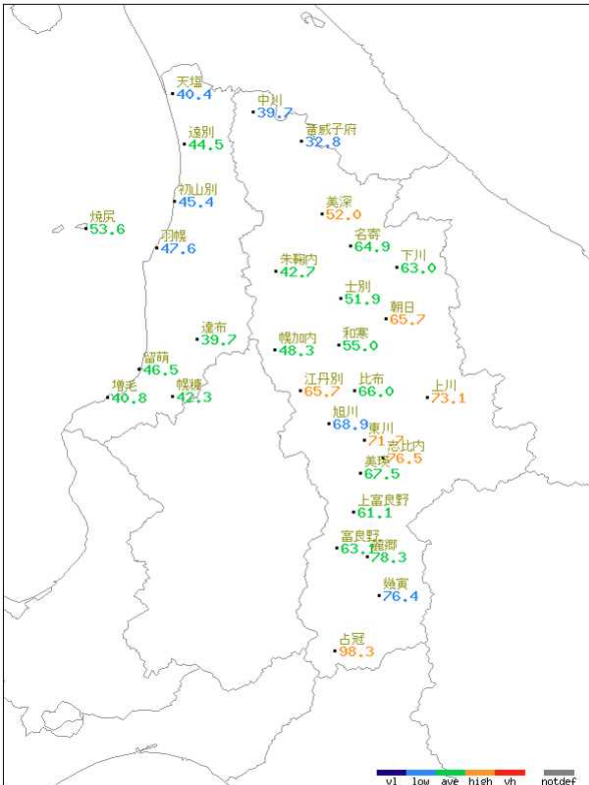 天塩
40.4
中川
39.7
音威子府
32.8
遠別
44.5
初山別
45.4
美深
52.0
焼尻
53.6
羽幌
47.6
名寄
64.9
朱鞠内
42.7
下川
63.0
士別
51.9
朝日
65.7
達布
39.7
幌加内
48.3
和寒
55.0
留萌
46.5
増毛
40.8
幌糠
42.3
江丹別
65.7
比布
66.0
上川
73.1
旭川
68.9
東川
71.7
志比内
76.5
美瑛
67.5
上富良野
61.1
富良野
63.1
麓郷
78.3
幾寅
76.4
占冠
98.3
vl low ave high vh notdef